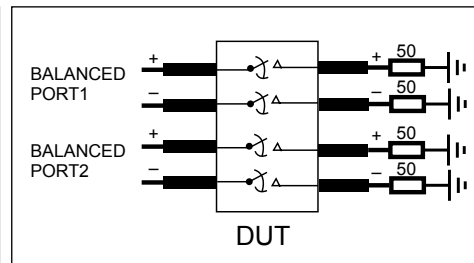 + + 50
BALANCED
PORT1
− − 50
+ + 50
BALANCED
PORT2
− − 50
DUT